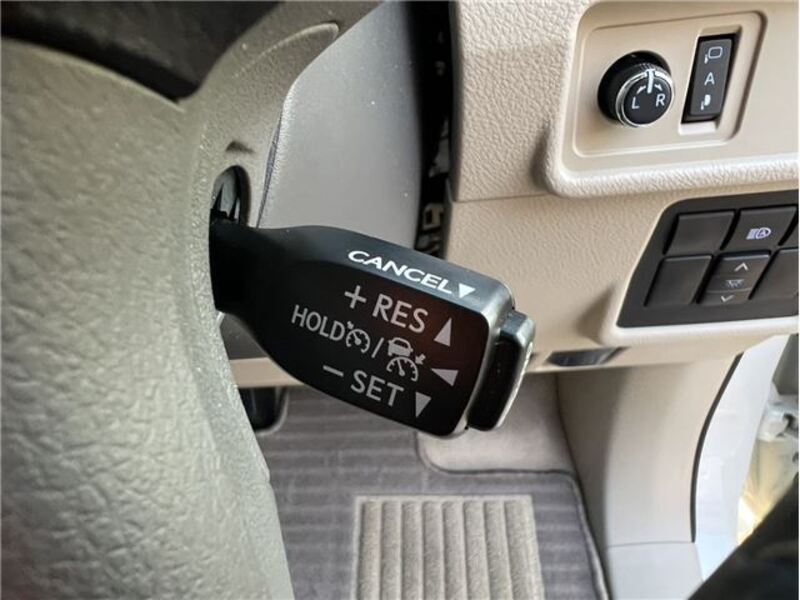 L R
A
CANCEL▼
+ RES ▲
HOLD /
− SET ▼